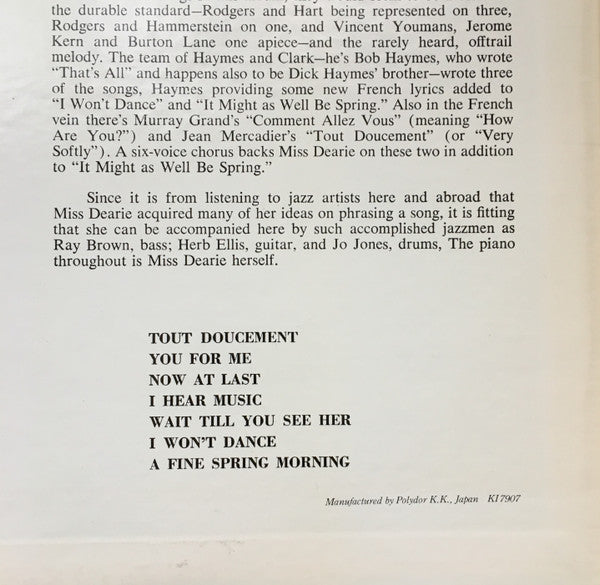 the durable standard—Rodgers and Hart being represented on three,
Rodgers and Hammerstein on one, and Vincent Youmans, Jerome
Kern and Burton Lane one apiece—and the rarely heard, offtrail
melody. The team of Haymes and Clark—he's Bob Haymes, who wrote
"That's All" and happens also to be Dick Haymes' brother—wrote three
of the songs, Haymes providing some new French lyrics added to
"I Won't Dance" and "It Might as Well Be Spring." Also in the French
vein there's Murray Grand's "Comment Allez Vous" (meaning "How
Are You?") and Jean Mercadier's "Tout Doucement" (or "Very
Softly"). A six-voice chorus backs Miss Dearie on these two in addition
to "It Might as Well Be Spring."
Since it is from listening to jazz artists here and abroad that
Miss Dearie acquired many of her ideas on phrasing a song, it is fitting
that she can be accompanied here by such accomplished jazzmen as
Ray Brown, bass; Herb Ellis, guitar, and Jo Jones, drums, The piano
throughout is Miss Dearie herself.
TOUT DOUCEMENT
YOU FOR ME
NOW AT LAST
I HEAR MUSIC
WAIT TILL YOU SEE HER
I WON'T DANCE
A FINE SPRING MORNING
Manufactured by Polydor K.K., Japan KI 7907